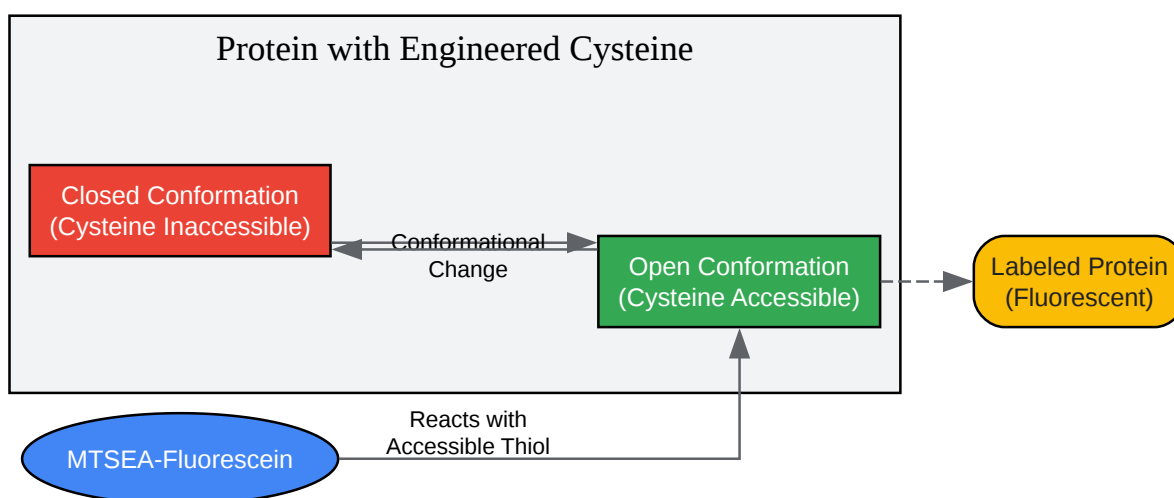 Protein with Engineered Cysteine
Closed Conformation
(Cysteine Inaccessible)
Conformational
Change
Open Conformation
(Cysteine Accessible)
Labeled Protein
(Fluorescent)
Reacts with
Accessible Thiol
MTSEA-Fluorescein